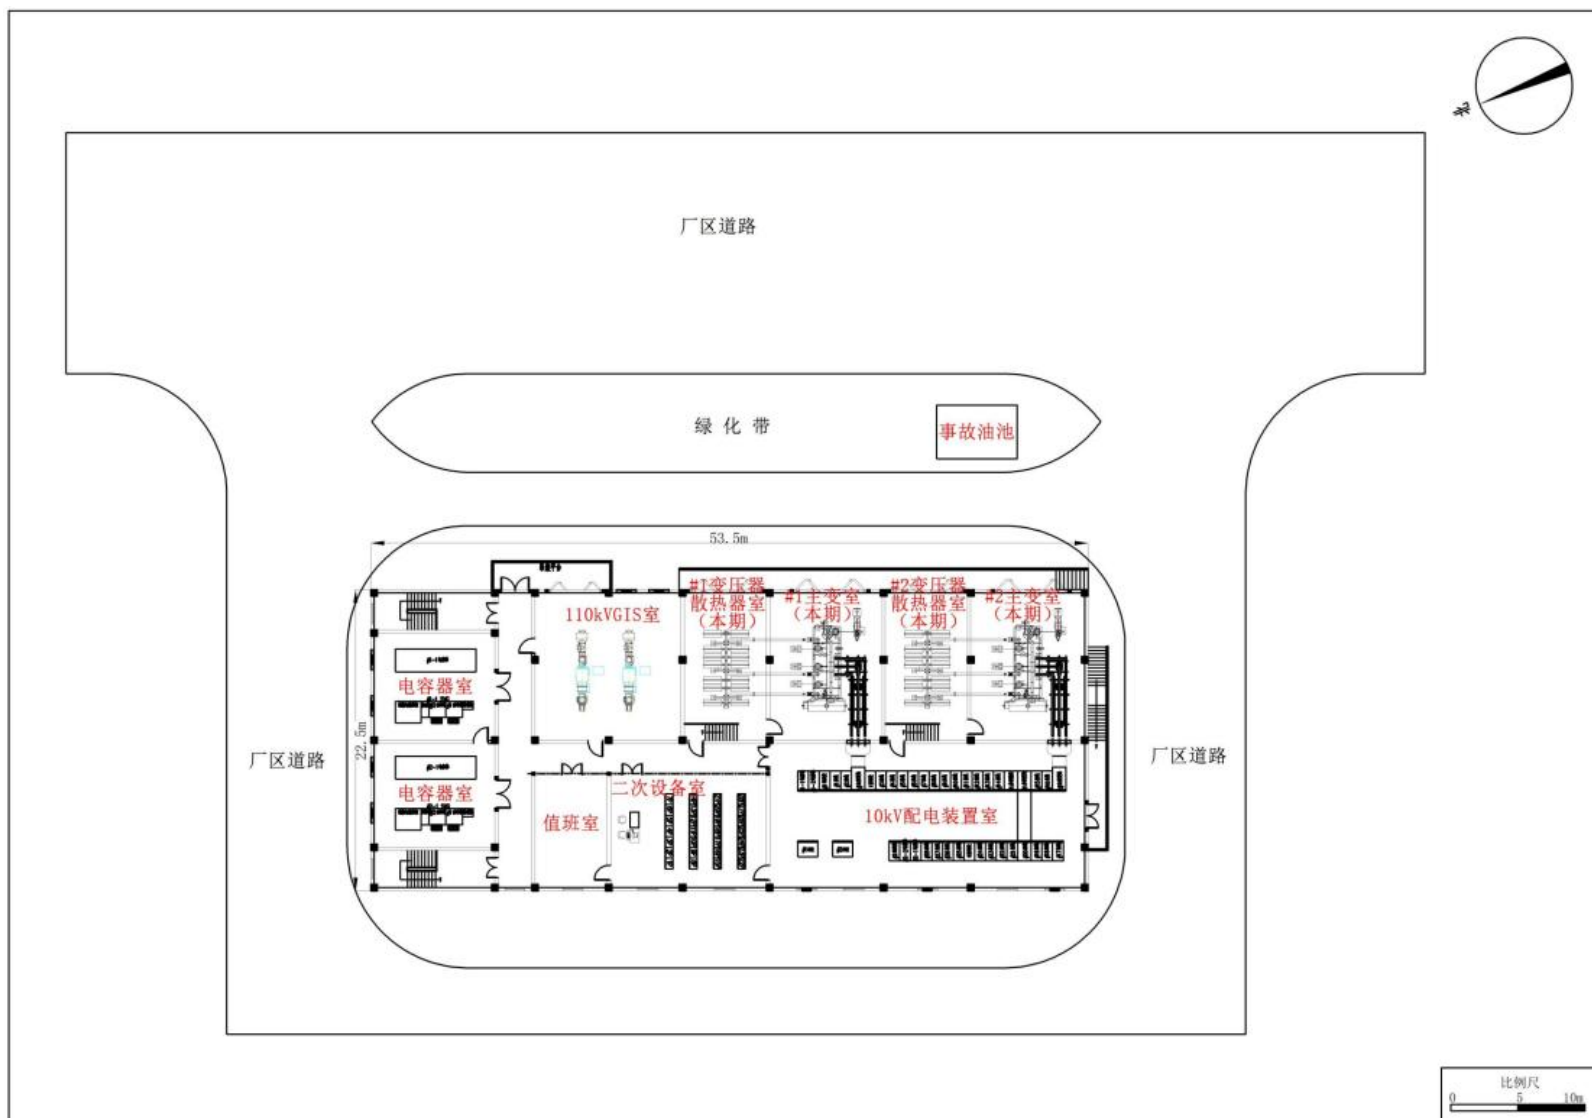 北
厂区道路
绿 化 带
事故油池
53.5m
#1变压器
散热器室
(本期)
#1主变室
(本期)
#2变压器
散热器室
(本期)
#2主变室
(本期)
110kVGIS室
电容器室
22.5m
厂区道路
厂区道路
电容器室
二次设备室
值班室
10kV配电装置室
比例尺
0 5 10m